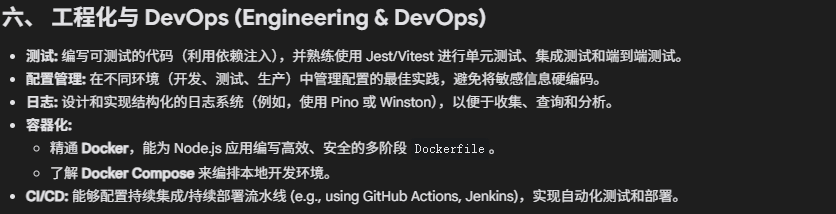 六、 工程化与 DevOps (Engineering & DevOps)
• 测试: 编写可测试的代码（利用依赖注入），并熟练使用 Jest/Vitest 进行单元测试、集成测试和端到端测试。
• 配置管理: 在不同环境（开发、测试、生产）中管理配置的最佳实践，避免将敏感信息硬编码。
• 日志: 设计和实现结构化的日志系统（例如，使用 Pino 或 Winston），以便于收集、查询和分析。
• 容器化:
○ 精通 Docker，能为 Node.js 应用编写高效、安全的多阶段 Dockerfile 。
○ 了解 Docker Compose 来编排本地开发环境。
• CI/CD: 能够配置持续集成/持续部署流水线 (e.g., using GitHub Actions, Jenkins)，实现自动化测试和部署。